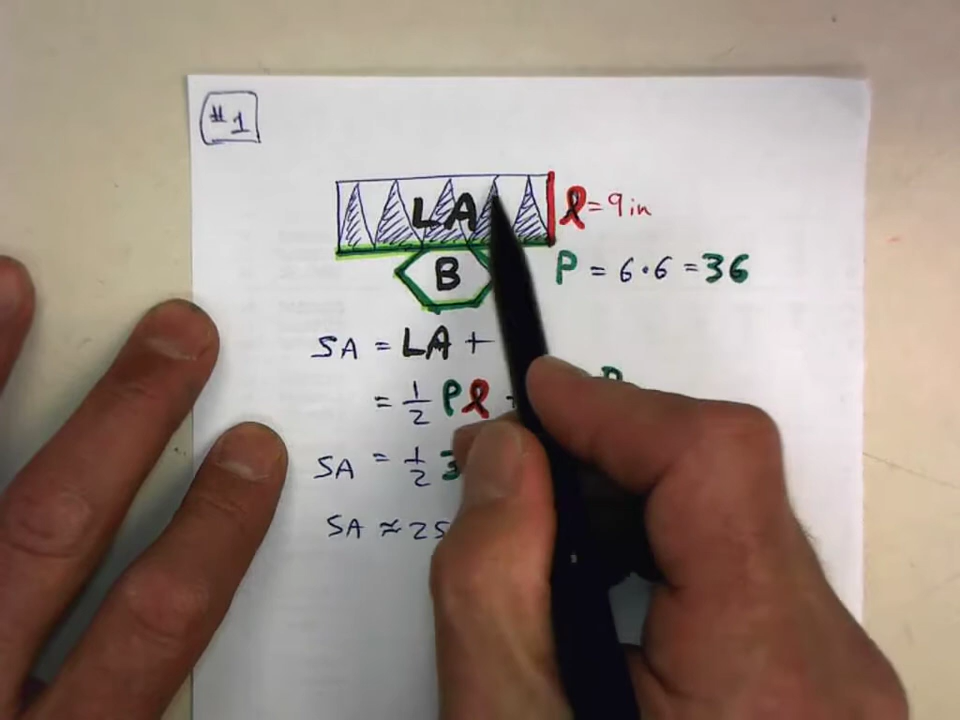 #1
LA
l = 9 in
B
P = 6 · 6 = 36
SA = LA +
= 1/2 Pl +
SA = 1/2 3
SA ≈ 25